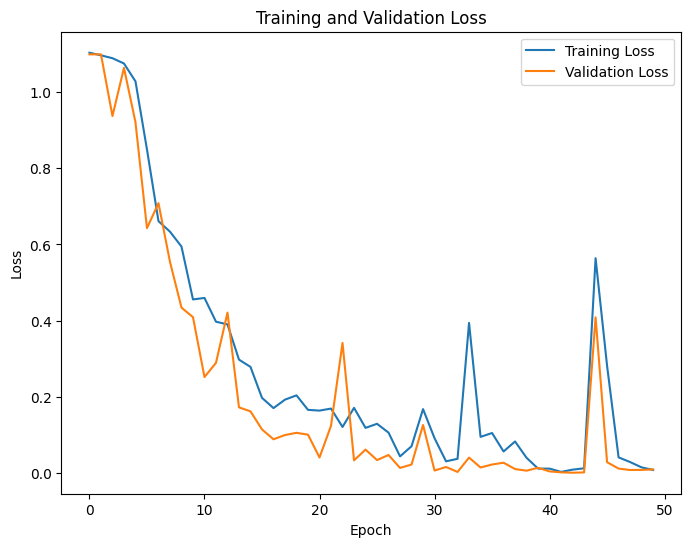 Training and Validation Loss
Training Loss
Validation Loss
1.0
0.8
0.6
0.4
0.2
0.0
Loss
0 10 20 30 40 50
Epoch